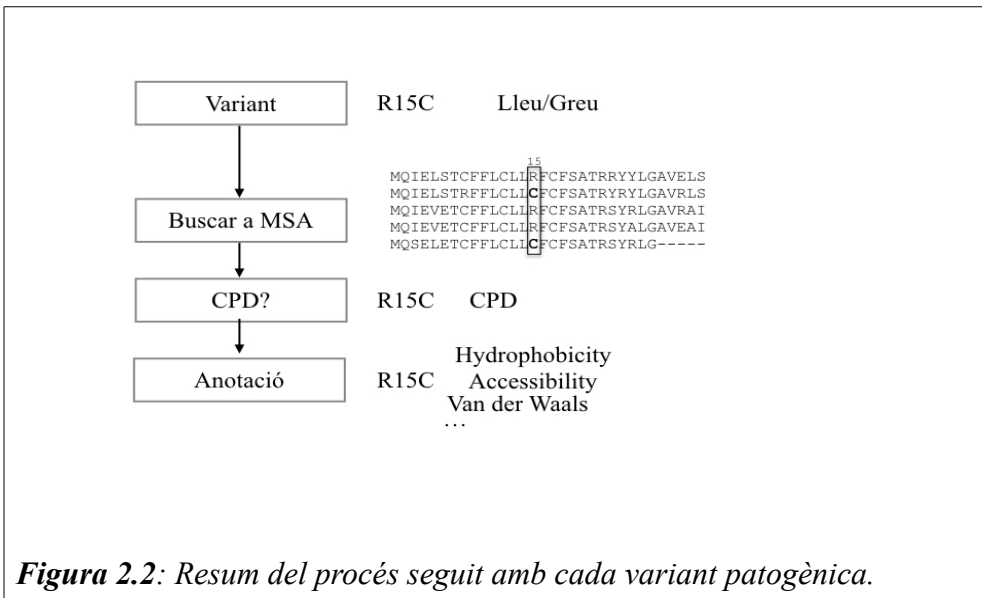 Variant R15C Lleu/Greu
15
MQIELSTCFFLCLLRFCFSATRRYYLGAVELS
MQIELSTRFFLCLLCFCFSATRYRYLGAVRLS
Buscar a MSA
MQIEVETCFFLCLLRFCFSATRSYRLGAVRAI
MQIEVETCFFLCLLRFCFSATRSYALGAVEAI
MQSELETCFFLCLLCFCFSATRSYRLG-----
CPD? R15C CPD
Hydrophobicity
Anotació R15C Accessibility
Van der Waals
...
Figura 2.2: Resum del procés seguit amb cada variant patogènica.